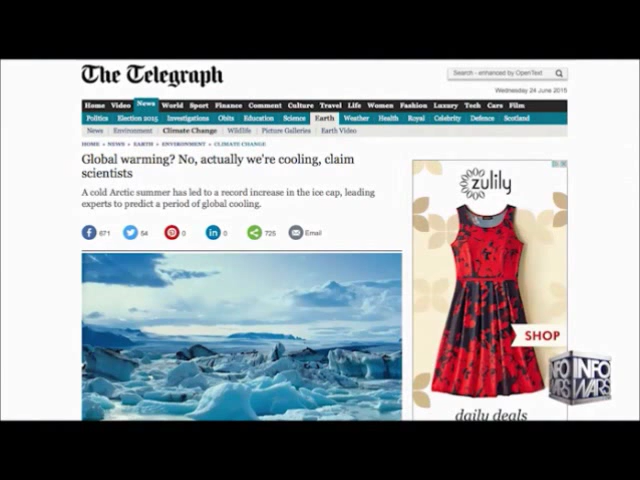 The Telegraph
Search - enhanced by OpenText
Wednesday 24 June 2015
Home Video News World Sport Finance Comment Culture Travel Life Women Fashion Luxury Tech Cars Film
Politics Election 2015 Investigations Obits Education Science Earth Weather Health Royal Celebrity Defence Scotland
News Environment Climate Change Wildlife Picture Galleries Earth Video
HOME » NEWS » EARTH » ENVIRONMENT » CLIMATE CHANGE
Global warming? No, actually we're cooling, claim
scientists
A cold Arctic summer has led to a record increase in the ice cap, leading
experts to predict a period of global cooling.
671 54 0 0 725 Email
zulily
SHOP
daily deals
INFO
WARS
INFO
WARS